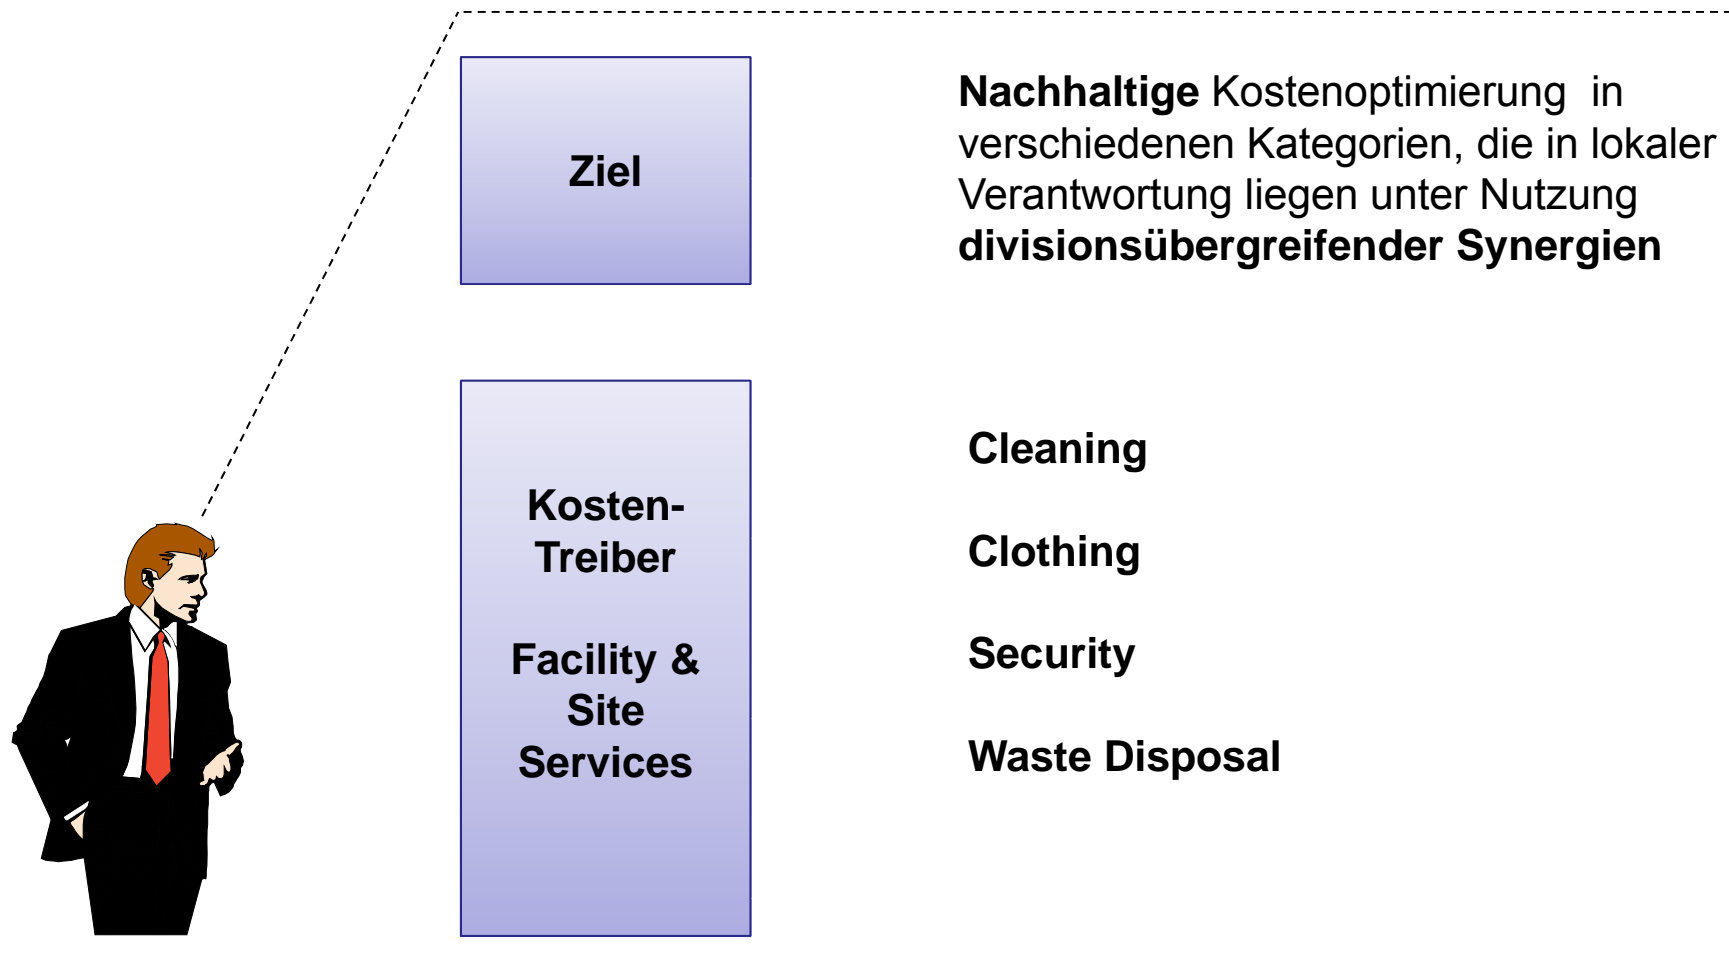 Ziel
Nachhaltige Kostenoptimierung in
verschiedenen Kategorien, die in lokaler
Verantwortung liegen unter Nutzung
divisionsübergreifender Synergien
Kosten-
Treiber
Facility &
Site
Services
Cleaning
Clothing
Security
Waste Disposal